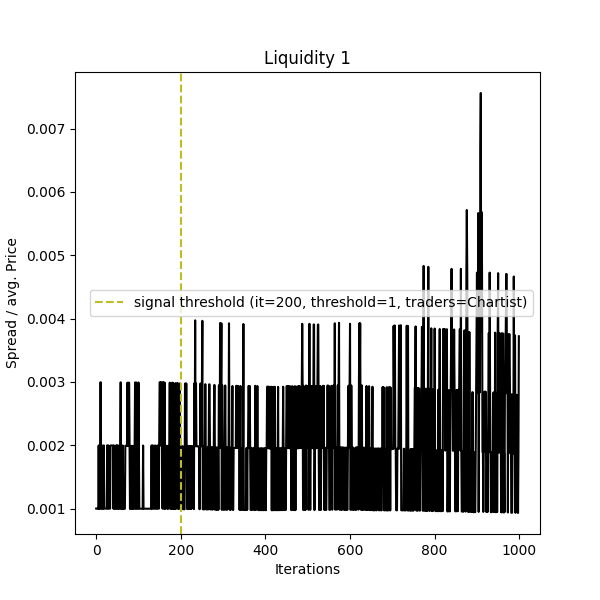 Liquidity 1
0.007
0.006
0.005
0.004
0.003
0.002
0.001
Spread / avg. Price
signal threshold (it=200, threshold=1, traders=Chartist)
0 200 400 600 800 1000
Iterations